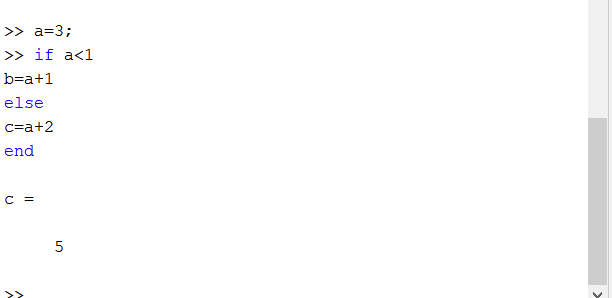 >> a=3;
>> if a<1
b=a+1
else
c=a+2
end
c =
5
>>